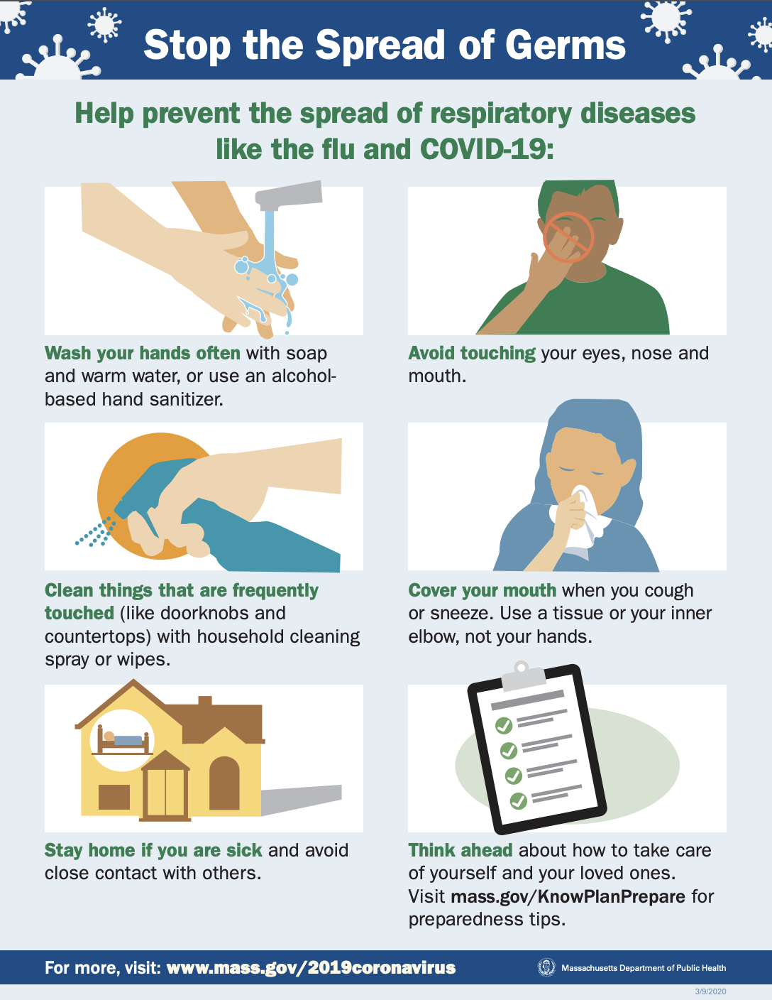 Stop the Spread of Germs
Help prevent the spread of respiratory diseases
like the flu and COVID-19:
Wash your hands often with soap
and warm water, or use an alcohol-
based hand sanitizer.
Avoid touching your eyes, nose and
mouth.
Clean things that are frequently
touched (like doorknobs and
countertops) with household cleaning
spray or wipes.
Cover your mouth when you cough
or sneeze. Use a tissue or your inner
elbow, not your hands.
Stay home if you are sick and avoid
close contact with others.
Think ahead about how to take care
of yourself and your loved ones.
Visit mass.gov/KnowPlanPrepare for
preparedness tips.
For more, visit: www.mass.gov/2019coronavirus
Massachusetts Department of Public Health
3/9/2020